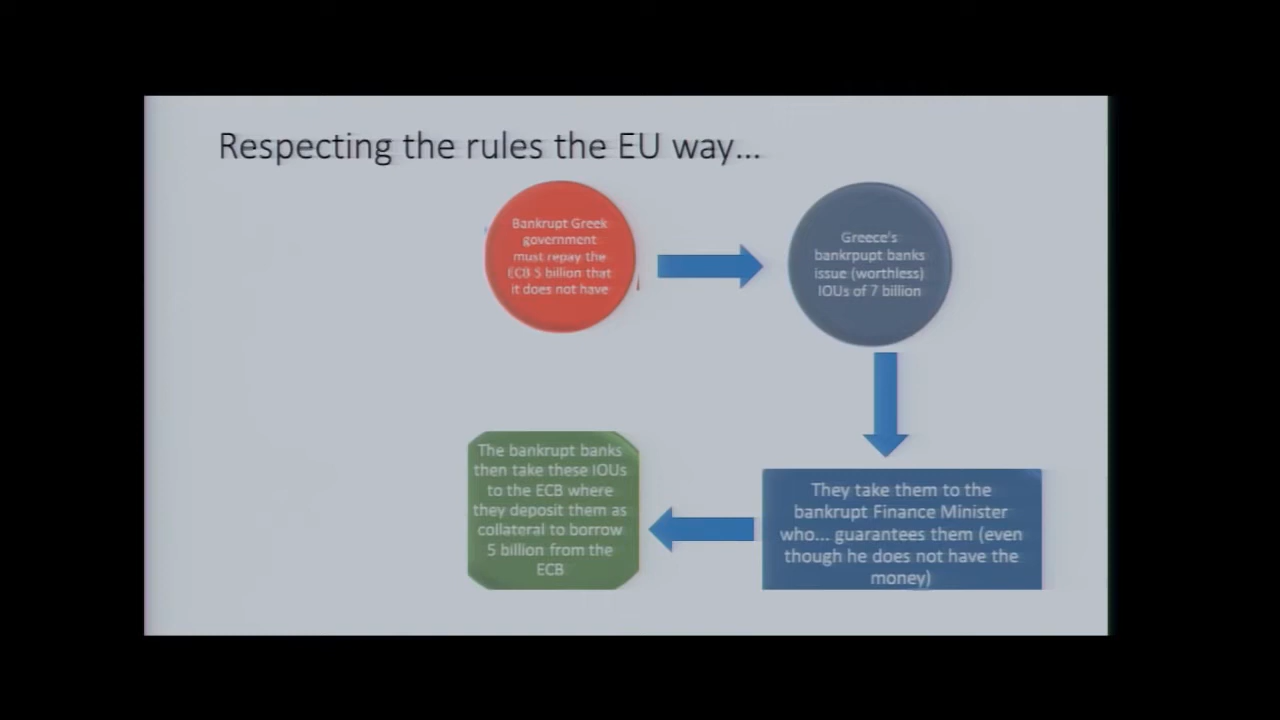 Respecting the rules the EU way...
Bankrupt Greek
government
must repay the
ECB 5 billion that
it does not have
Greece's
bankrpupt banks
issue (worthless)
IOUs of 7 billion
They take them to the
bankrupt Finance Minister
who... guarantees them (even
though he does not have the
money)
The bankrupt banks
then take these IOUs
to the ECB where
they deposit them as
collateral to borrow
5 billion from the
ECB